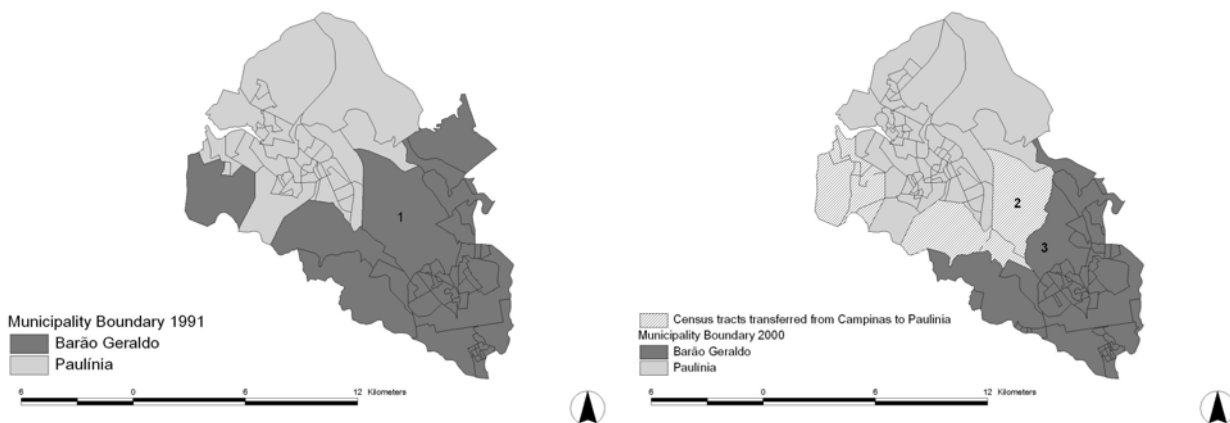 1
Municipality Boundary 1991
Barão Geraldo
Paulínia
6 0 6 12 Kilometers
2
3
Census tracts transferred from Campinas to Paulinia
Municipality Boundary 2000
Barão Geraldo
Paulínia
6 0 6 12 Kilometers